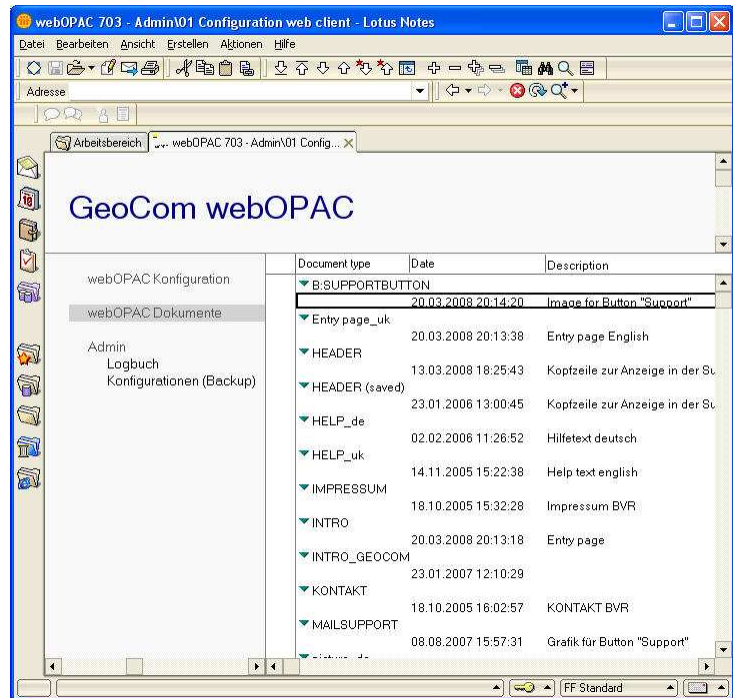 webOPAC 703 - Admin\01 Configuration web client - Lotus Notes
Datei Bearbeiten Ansicht Erstellen Aktionen Hilfe
Adresse
Arbeitsbereich webOPAC 703 - Admin\01 Config...
GeoCom webOPAC
webOPAC Konfiguration
webOPAC Dokumente
Admin
Logbuch
Konfigurationen (Backup)
Document type Date Description
B:SUPPORTBUTTON
20.03.2008 20:14:20 Image for Button "Support"
Entry page_uk
20.03.2008 20:13:38 Entry page English
HEADER
13.03.2008 18:25:43 Kopfzeile zur Anzeige in der Su
HEADER (saved)
23.01.2006 13:00:45 Kopfzeile zur Anzeige in der Su
HELP_de
02.02.2006 11:26:52 Hilfetext deutsch
HELP_uk
14.11.2005 15:22:38 Help text english
IMPRESSUM
18.10.2005 15:32:28 Impressum BVR
INTRO
20.03.2008 20:13:18 Entry page
INTRO_GEOCOM
23.01.2007 12:10:29
KONTAKT
18.10.2005 16:02:57 KONTAKT BVR
MAILSUPPORT
08.08.2007 15:57:31 Grafik für Button "Support"
FF Standard